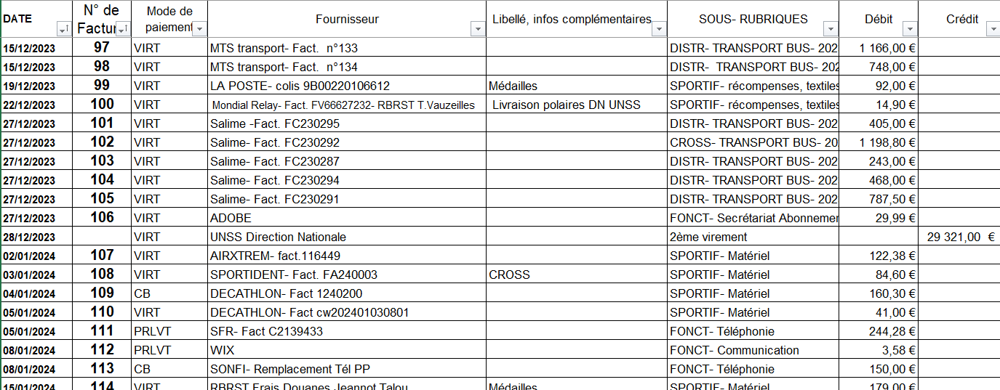 DATE N° de Mode de Fournisseur Libellé, infos complémentaires SOUS- RUBRIQUES Débit Crédit
Factur paiement
15/12/2023 97 VIRT MTS transport- Fact. n°133 DISTR- TRANSPORT BUS- 202 1 166,00 €
15/12/2023 98 VIRT MTS transport- Fact. n°134 DISTR- TRANSPORT BUS- 202 748,00 €
19/12/2023 99 VIRT LA POSTE- colis 9B00220106612 Médailles SPORTIF- récompenses, textiles 92,00 €
22/12/2023 100 VIRT Mondial Relay- Fact. FV66627232- RBRST T.Vauzeilles Livraison polaires DN UNSS SPORTIF- récompenses, textiles 14,90 €
27/12/2023 101 VIRT Salime -Fact. FC230295 DISTR- TRANSPORT BUS- 202 405,00 €
27/12/2023 102 VIRT Salime- Fact. FC230292 CROSS- TRANSPORT BUS- 20 1 198,80 €
27/12/2023 103 VIRT Salime- Fact. FC230287 DISTR- TRANSPORT BUS- 202 243,00 €
27/12/2023 104 VIRT Salime- Fact. FC230294 DISTR- TRANSPORT BUS- 202 468,00 €
27/12/2023 105 VIRT Salime- Fact. FC230291 DISTR- TRANSPORT BUS- 202 787,50 €
27/12/2023 106 VIRT ADOBE FONCT- Secrétariat Abonnemer 29,99 €
28/12/2023 VIRT UNSS Direction Nationale 2ème virement 29 321,00 €
02/01/2024 107 VIRT AIRXTREM- fact.116449 SPORTIF- Matériel 122,38 €
03/01/2024 108 VIRT SPORTIDENT- Fact. FA240003 CROSS SPORTIF- Matériel 84,60 €
04/01/2024 109 CB DECATHLON- Fact 1240200 SPORTIF- Matériel 160,30 €
05/01/2024 110 VIRT DECATHLON- Fact cw202401030801 SPORTIF- Matériel 41,00 €
05/01/2024 111 PRLVT SFR- Fact C2139433 FONCT- Téléphonie 244,28 €
08/01/2024 112 PRLVT WIX FONCT- Communication 3,58 €
08/01/2024 113 CB SONFI- Remplacement Tél PP FONCT- Téléphonie 150,00 €
15/01/2024 114 VIRT RBRST Frais Douanes Jeannot Talou Médailles SPORTIF- Matériel 179,00 €